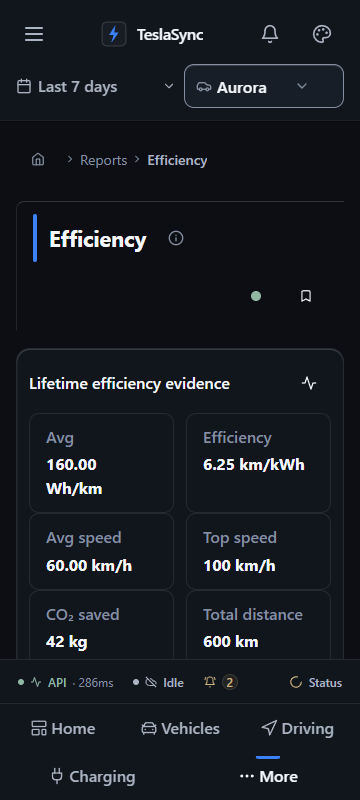 TeslaSync
Last 7 days
Aurora
Reports
Efficiency
Efficiency
Lifetime efficiency evidence
Avg
160.00
Wh/km
Efficiency
6.25 km/kWh
Avg speed
60.00 km/h
Top speed
100 km/h
CO₂ saved
42 kg
Total distance
600 km
API · 286ms
Idle
2
Status
Home
Vehicles
Driving
Charging
More